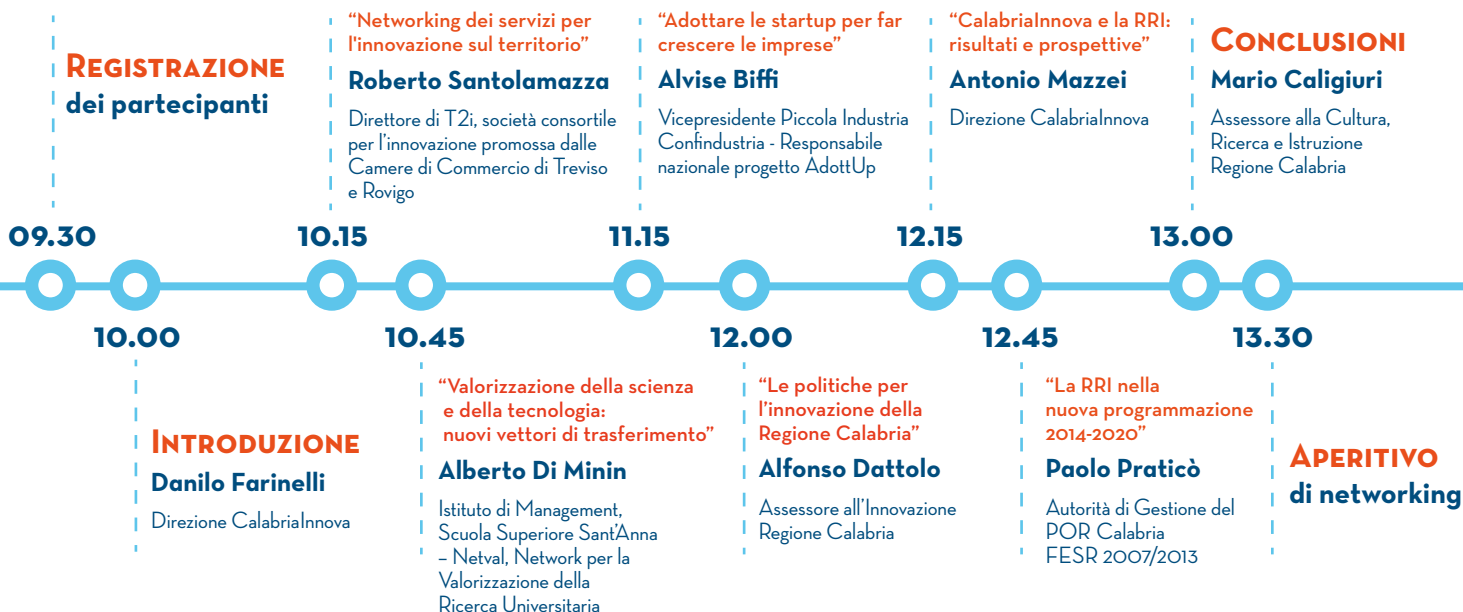 09.30
REGISTRAZIONE
dei partecipanti
10.00
INTRODUZIONE
Danilo Farinelli
Direzione CalabriaInnova
10.15
“Networking dei servizi per
l'innovazione sul territorio”
Roberto Santolamazza
Direttore di T2i, società consortile
per l’innovazione promossa dalle
Camere di Commercio di Treviso
e Rovigo
10.45
“Valorizzazione della scienza
e della tecnologia:
nuovi vettori di trasferimento”
Alberto Di Minin
Istituto di Management,
Scuola Superiore Sant’Anna
– Netval, Network per la
Valorizzazione della
Ricerca Universitaria
11.15
“Adottare le startup per far
crescere le imprese”
Alvise Biffi
Vicepresidente Piccola Industria
Confindustria - Responsabile
nazionale progetto AdottUp
12.00
“Le politiche per
l’innovazione della
Regione Calabria”
Alfonso Dattolo
Assessore all’Innovazione
Regione Calabria
12.15
“CalabriaInnova e la RRI:
risultati e prospettive”
Antonio Mazzei
Direzione CalabriaInnova
12.45
“La RRI nella
nuova programmazione
2014-2020”
Paolo Praticò
Autorità di Gestione del
POR Calabria
FESR 2007/2013
13.00
CONCLUSIONI
Mario Caligiuri
Assessore alla Cultura,
Ricerca e Istruzione
Regione Calabria
13.30
APERITIVO
di networking